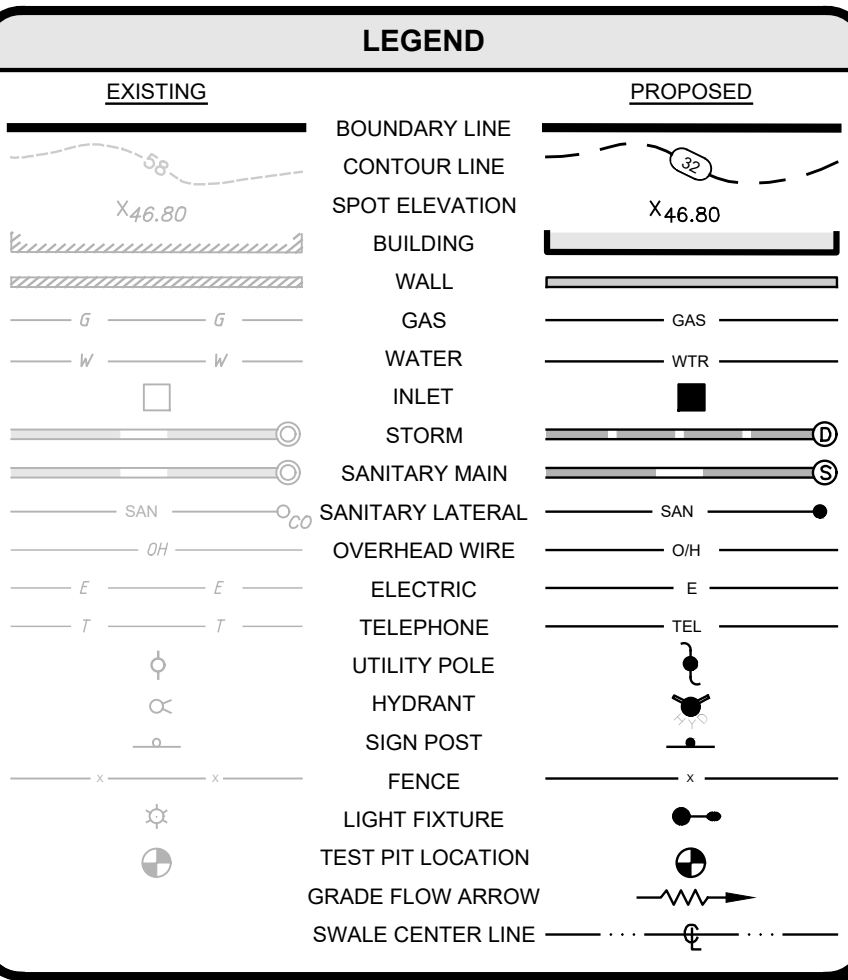 LEGEND
EXISTING PROPOSED
BOUNDARY LINE
58 CONTOUR LINE 32
X46.80 SPOT ELEVATION X46.80
BUILDING
WALL
G G GAS GAS
W W WATER WTR
INLET
STORM D
SANITARY MAIN S
SAN CO SANITARY LATERAL SAN
OH OVERHEAD WIRE O/H
E E ELECTRIC E
T T TELEPHONE TEL
UTILITY POLE
HYDRANT HYD
SIGN POST
x x FENCE x
LIGHT FIXTURE
TEST PIT LOCATION
GRADE FLOW ARROW
SWALE CENTER LINE ℄